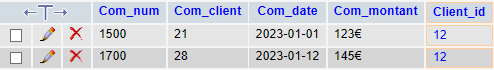 Com_num Com_client Com_date Com_montant Client_id
1500 21 2023-01-01 123€ 12
1700 28 2023-01-12 145€ 12